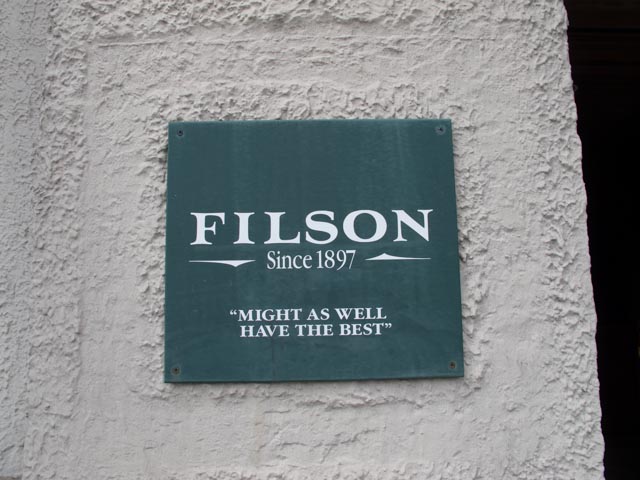 FILSON
Since 1897
“MIGHT AS WELL
HAVE THE BEST”